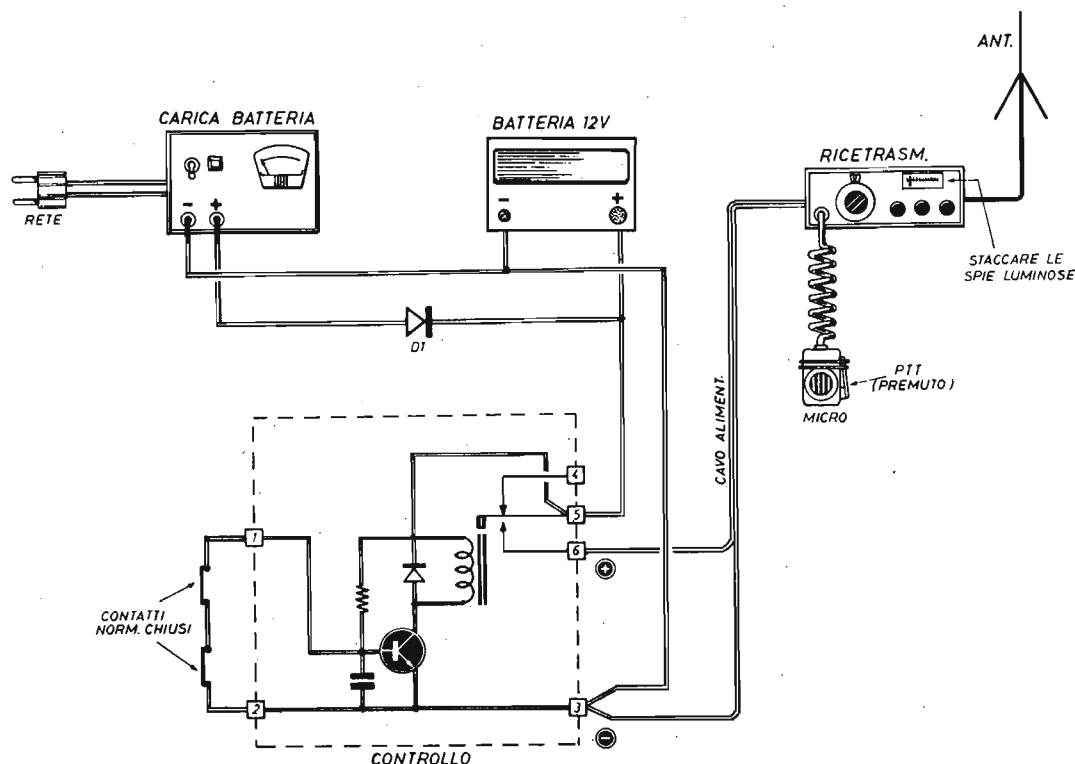 ANT.
CARICA BATTERIA
BATTERIA 12V
RICETRASM.
RETE
-
+
-
+
STACCARE LE
SPIE LUMINOSE
D1
PTT
(PREMUTO)
MICRO
CAVO ALIMENT.
4
5
1
6
+
CONTATTI
NORM. CHIUSI
2
3
-
CONTROLLO